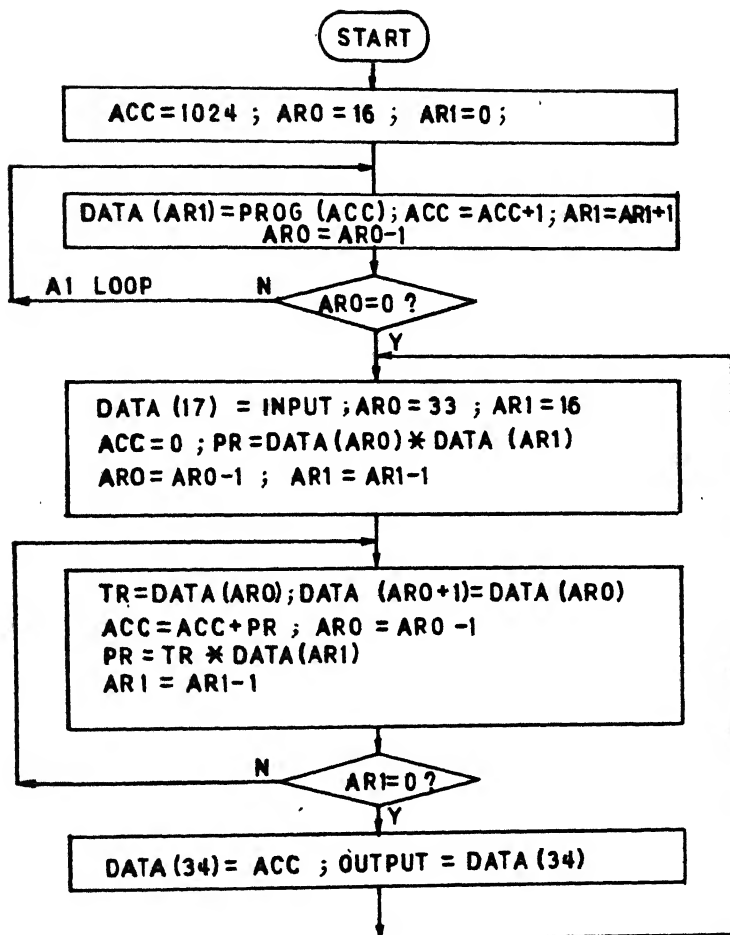 START
ACC=1024 ; AR0 =16 ; AR1=0;
DATA (AR1)=PROG (ACC); ACC =ACC+1; AR1=AR1+1
AR0 = AR0-1
A1 LOOP
N
AR0=0 ?
Y
DATA (17) = INPUT ; AR0=33 ; AR1=16
ACC=0 ; PR=DATA(AR0) * DATA (AR1)
AR0= AR0-1 ; AR1 = AR1-1
TR=DATA(AR0); DATA (AR0+1)=DATA (AR0)
ACC=ACC+PR ; AR0 = AR0 -1
PR = TR * DATA(AR1)
AR1 = AR1-1
N
AR1=0 ?
Y
DATA(34)= ACC ; OUTPUT = DATA(34)